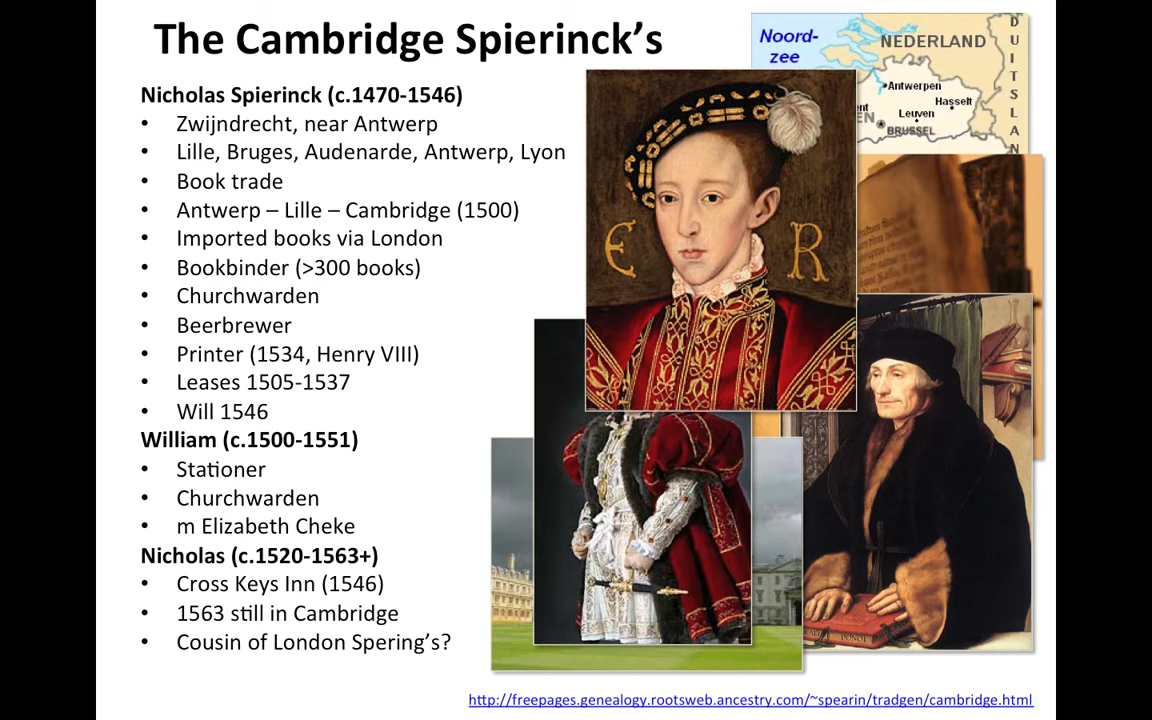 The Cambridge Spierinck's
Nicholas Spierinck (c.1470-1546)
• Zwijndrecht, near Antwerp
• Lille, Bruges, Audenarde, Antwerp, Lyon
• Book trade
• Antwerp – Lille – Cambridge (1500)
• Imported books via London
• Bookbinder (>300 books)
• Churchwarden
• Beerbrewer
• Printer (1534, Henry VIII)
• Leases 1505-1537
• Will 1546
William (c.1500-1551)
• Stationer
• Churchwarden
• m Elizabeth Cheke
Nicholas (c.1520-1563+)
• Cross Keys Inn (1546)
• 1563 still in Cambridge
• Cousin of London Spering's?
Noord-
zee
NEDERLAND
DUITSLAN
Antwerpen
Hasselt
Leuven
BRUSSEL
E R
http://freepages.genealogy.rootsweb.ancestry.com/~spearin/tradgen/cambridge.html